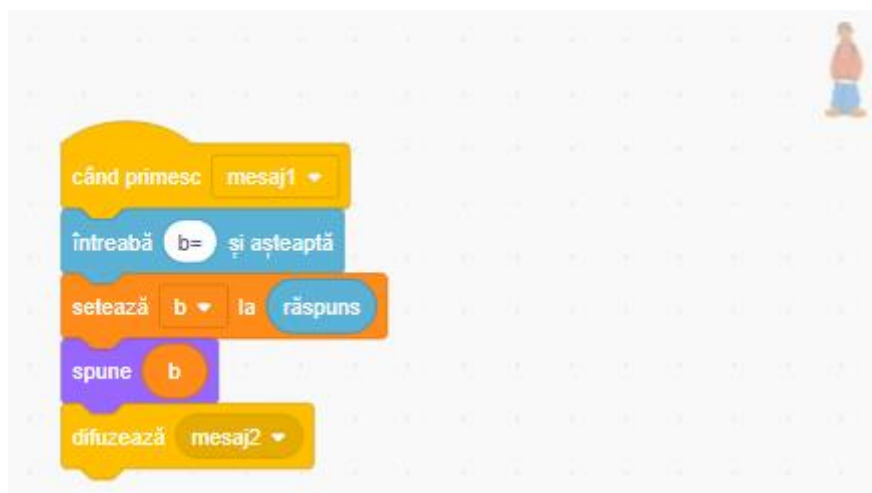 când primesc mesaj1
întreabă b= și așteaptă
setează b la răspuns
spune b
difuzează mesaj2